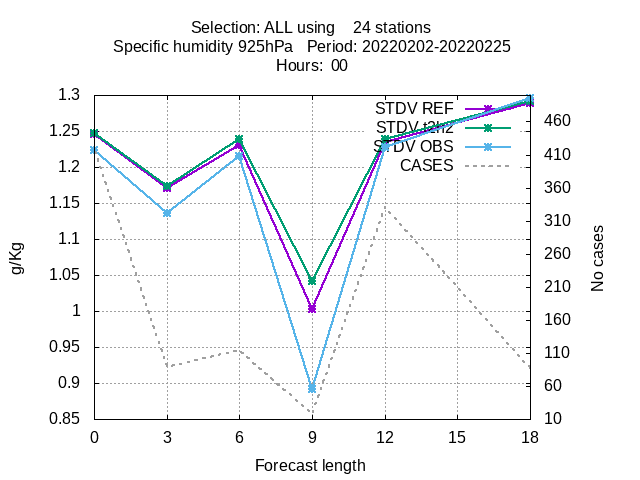 Selection: ALL using    24 stations
Specific humidity 925hPa   Period: 20220202-20220225
Hours:  00
STDV REF
STDV t2h2
STDV OBS
CASES
1.3
1.25
1.2
1.15
1.1
1.05
1
0.95
0.9
0.85
g/Kg
460
410
360
310
260
210
160
110
60
10
No cases
0 3 6 9 12 15 18
Forecast length